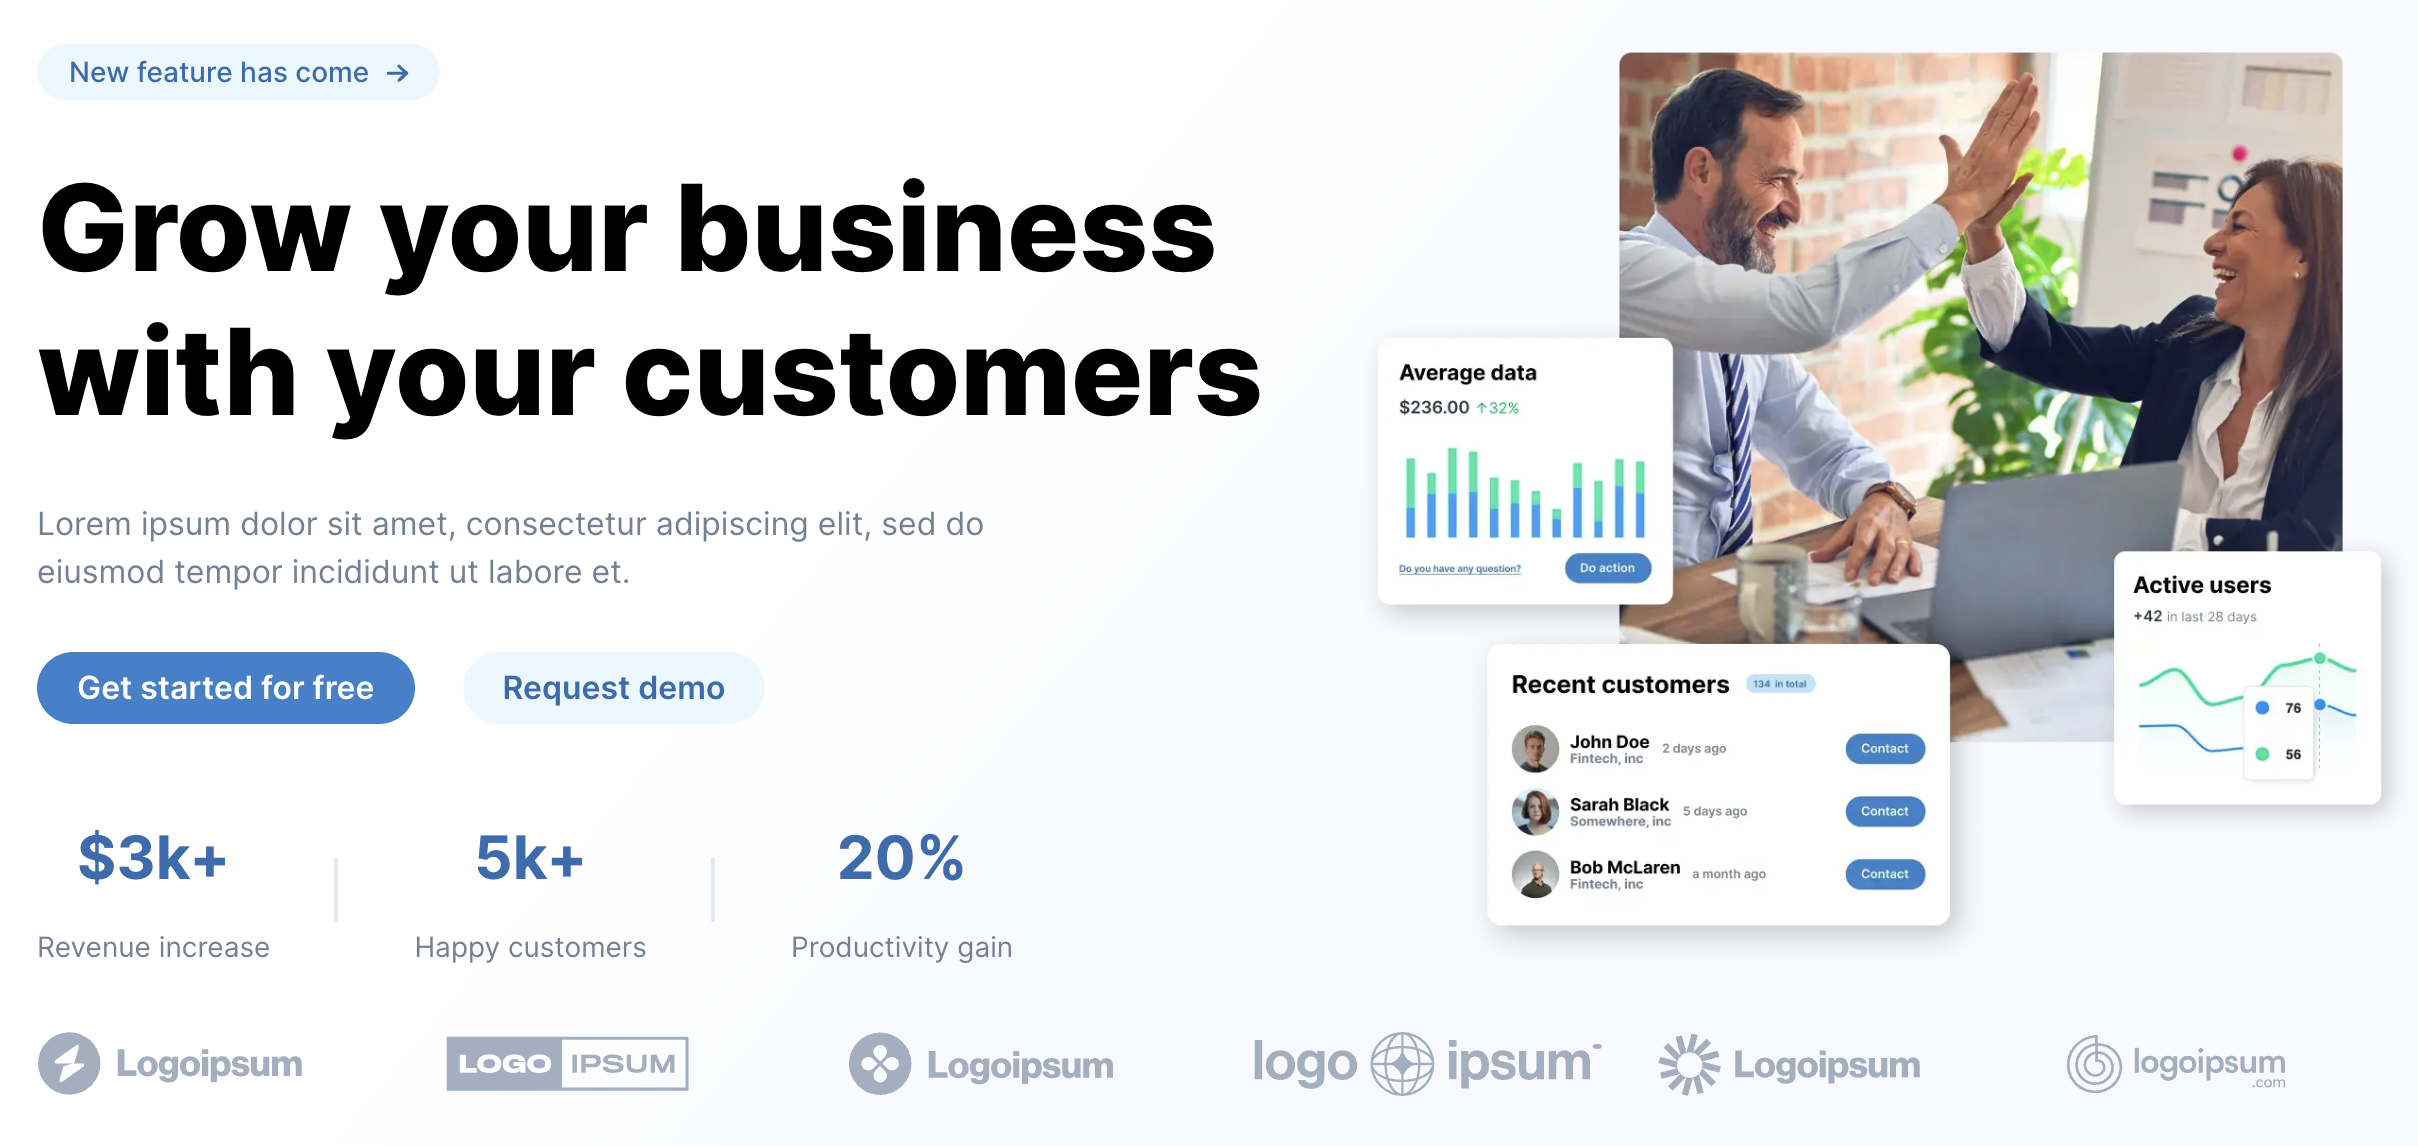 New feature has come →
Grow your business
with your customers
Lorem ipsum dolor sit amet, consectetur adipiscing elit, sed do
eiusmod tempor incididunt ut labore et.
Get started for free
Request demo
$3k+
Revenue increase
5k+
Happy customers
20%
Productivity gain
Average data
$236.00 ↑32%
Do you have any question?
Do action
Recent customers
134 in total
John Doe 2 days ago
Fintech, inc
Contact
Sarah Black 5 days ago
Somewhere, inc
Contact
Bob McLaren a month ago
Fintech, inc
Contact
Active users
+42 in last 28 days
76
56
Logoipsum
LOGO IPSUM
Logoipsum
logo ipsum
Logoipsum
logoipsum
.com